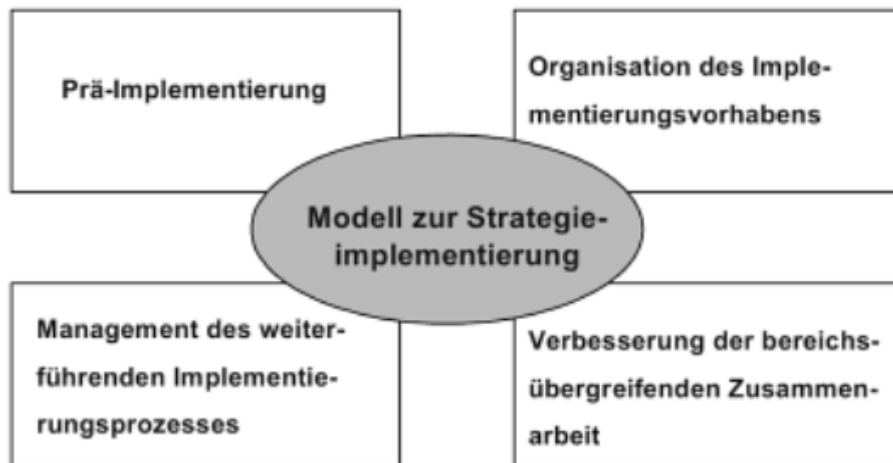 Prä-Implementierung
Organisation des Imple-
mentierungsvorhabens
Modell zur Strategie-
implementierung
Management des weiter-
führenden Implementie-
rungsprozesses
Verbesserung der bereichs-
übergreifenden Zusammen-
arbeit